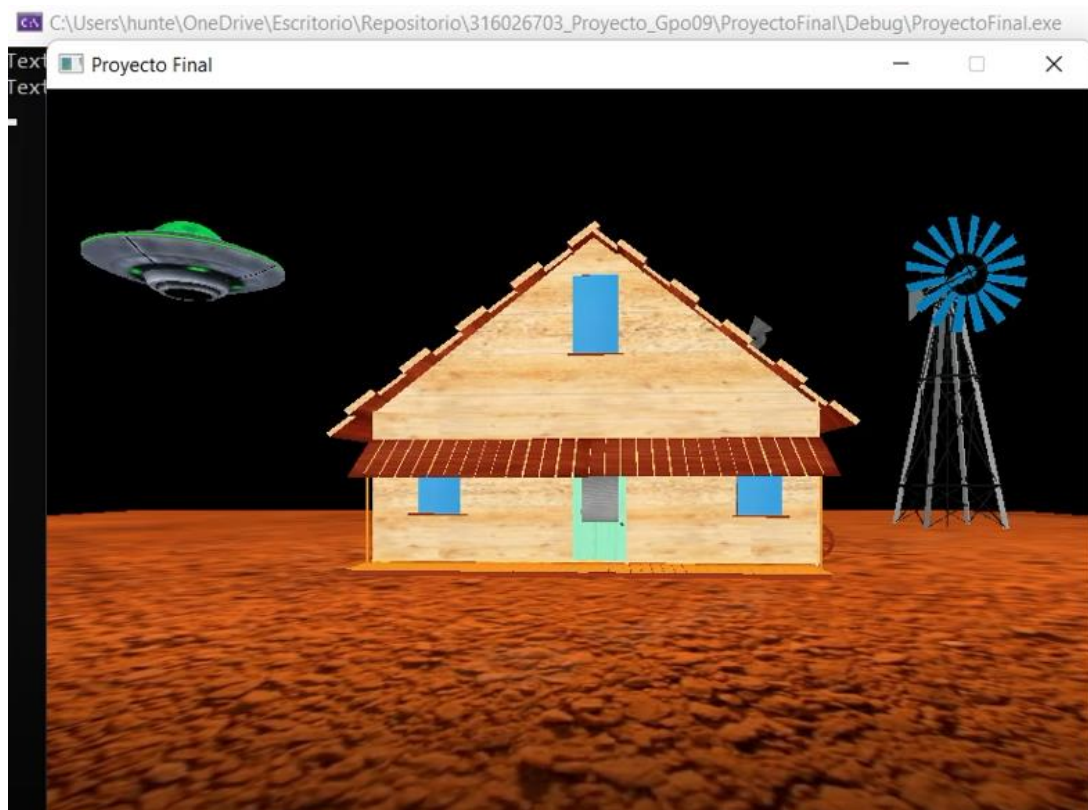 C:\Users\hunte\OneDrive\Escritorio\Repositorio\316026703_Proyecto_Gpo09\ProyectoFinal\Debug\ProyectoFinal.exe
Proyecto Final
Text
Text